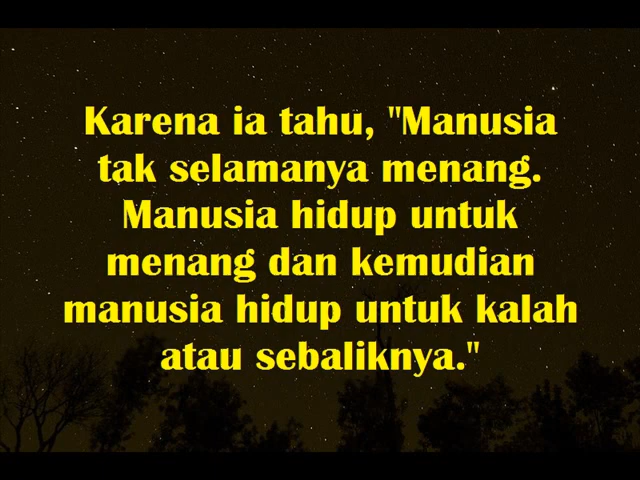 Karena ia tahu, "Manusia
tak selamanya menang.
Manusia hidup untuk
menang dan kemudian
manusia hidup untuk kalah
atau sebaliknya."